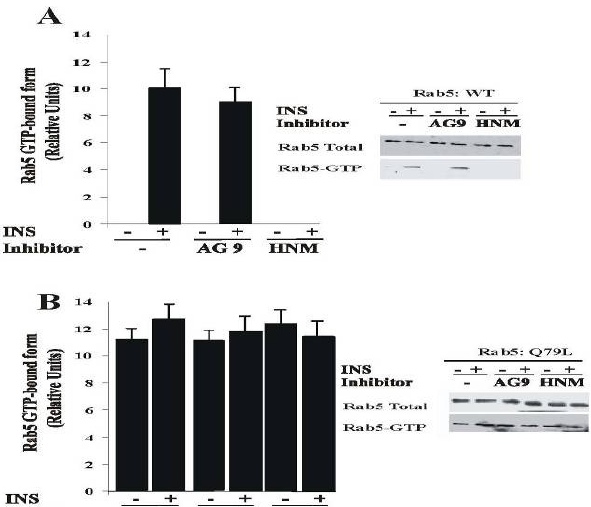 A
Rab5 GTP-bound form
(Relative Units)
14
12
10
8
6
4
2
0
INS - + - + - +
Inhibitor - AG 9 HNM
Rab5: WT
INS - + - + - +
Inhibitor - AG9 HNM
Rab5 Total
Rab5-GTP
B
Rab5 GTP-bound form
(Relative Units)
14
12
10
8
6
4
2
0
INS - + - + - +
Rab5: Q79L
INS - + - + - +
Inhibitor - AG9 HNM
Rab5 Total
Rab5-GTP